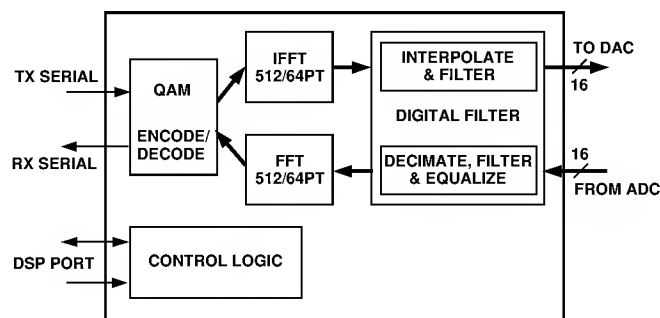 TX SERIAL
RX SERIAL
QAM
ENCODE/
DECODE
IFFT
512/64PT
FFT
512/64PT
INTERPOLATE
& FILTER
DIGITAL FILTER
DECIMATE, FILTER
& EQUALIZE
TO DAC
16
16
FROM ADC
DSP PORT
CONTROL LOGIC